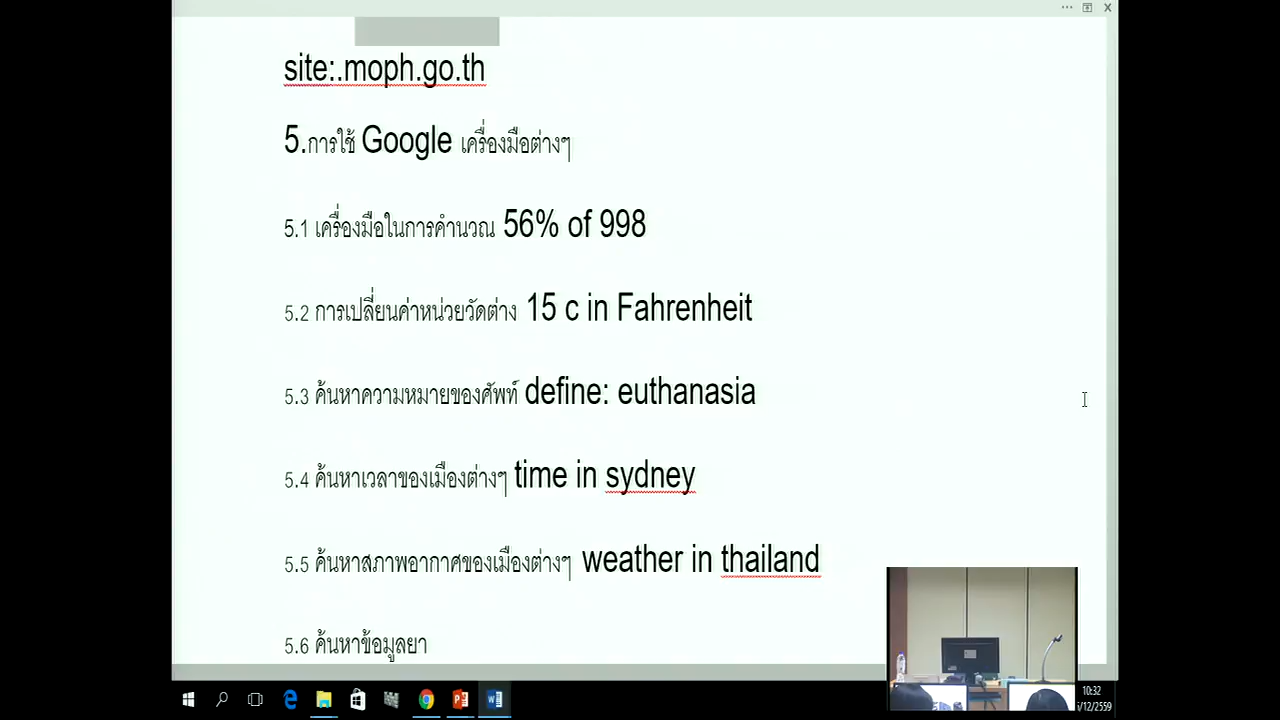 site:.moph.go.th
5.การใช้ Google เครื่องมือต่างๆ
5.1 เครื่องมือในการคำนวณ 56% of 998
5.2 การเปลี่ยนค่าหน่วยวัดต่าง 15 c in Fahrenheit
5.3 ค้นหาความหมายของศัพท์ define: euthanasia
5.4 ค้นหาเวลาของเมืองต่างๆ time in sydney
5.5 ค้นหาสภาพอากาศของเมืองต่างๆ weather in thailand
5.6 ค้นหาข้อมูลยา
10:32
/12/2559